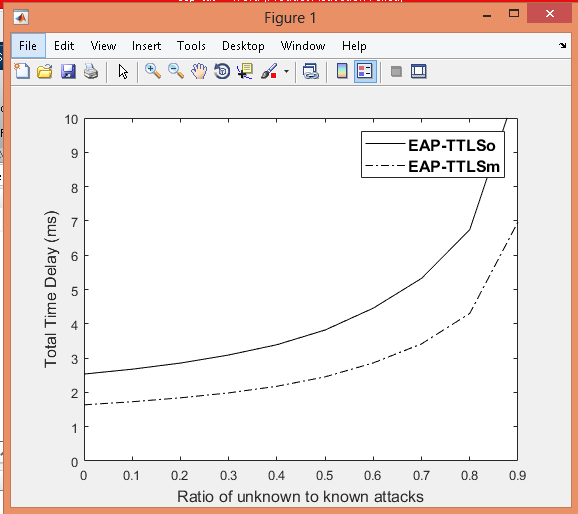 Figure 1
File Edit View Insert Tools Desktop Window Help
EAP-TTLSo
EAP-TTLSm
Total Time Delay (ms)
10
9
8
7
6
5
4
3
2
1
0
0 0.1 0.2 0.3 0.4 0.5 0.6 0.7 0.8 0.9
Ratio of unknown to known attacks